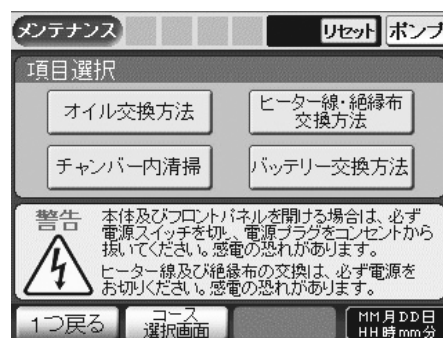 メンテナンス
リセット
ポンプ
項目選択
オイル交換方法
ヒーター線・絶縁布
交換方法
チャンバー内清掃
バッテリー交換方法
警告
本体及びフロントパネルを開ける場合は、必ず
電源スイッチを切し、電源プラグをコンセントから
抜いてください。感電の恐れがあります。
ヒーター線及び絶縁布の交換は、必ず電源を
お切りください。感電の恐れがあります。
1つ戻る
コース
選択画面
MM月DD日
HH時mm分